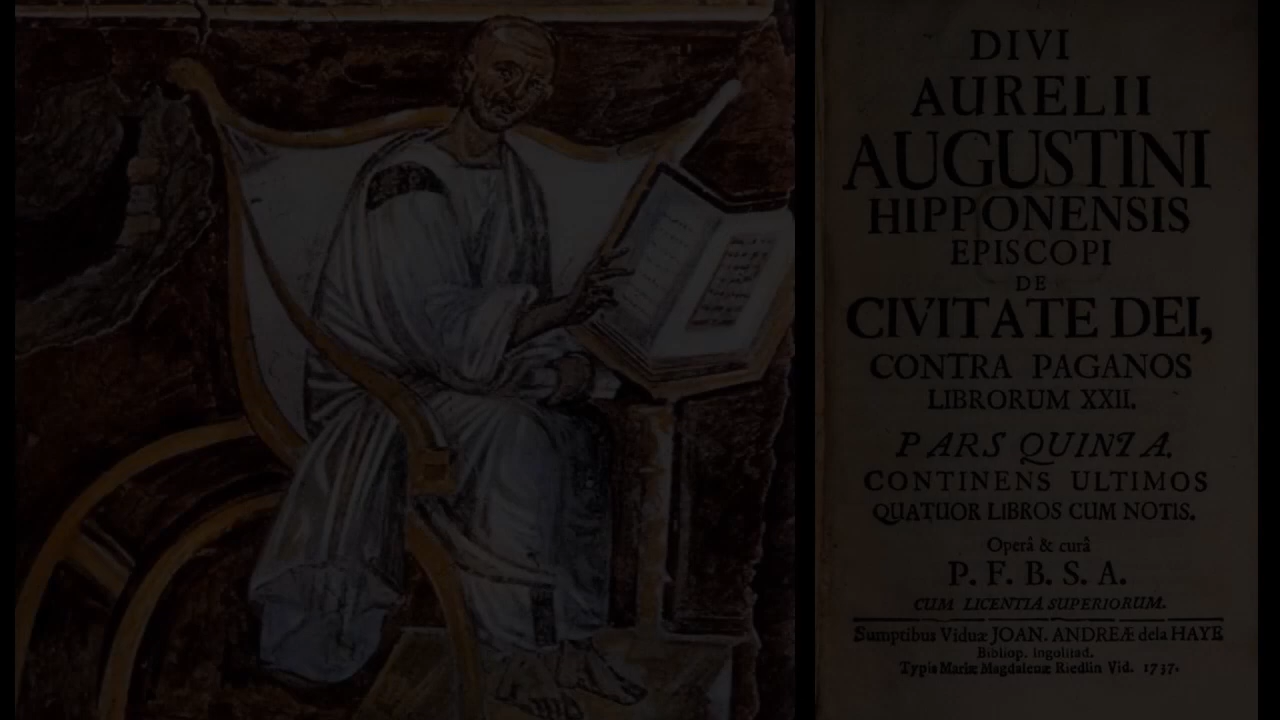 DIVI
AURELII
AUGUSTINI
HIPPONENSIS
EPISCOPI
DE
CIVITATE DEI,
CONTRA PAGANOS
LIBRORUM XXII.
PARS QUINTA.
CONTINENS ULTIMOS
QUATUOR LIBROS CUM NOTIS.
Operâ & curâ
P. F. B. S. A.
CUM LICENTIA SUPERIORUM.
Sumptibus Viduæ JOAN. ANDREÆ de la HAYE
Bibliop. Ingolstad.
Typis Mariæ Magdalenæ Riedlin Vid. 1737.